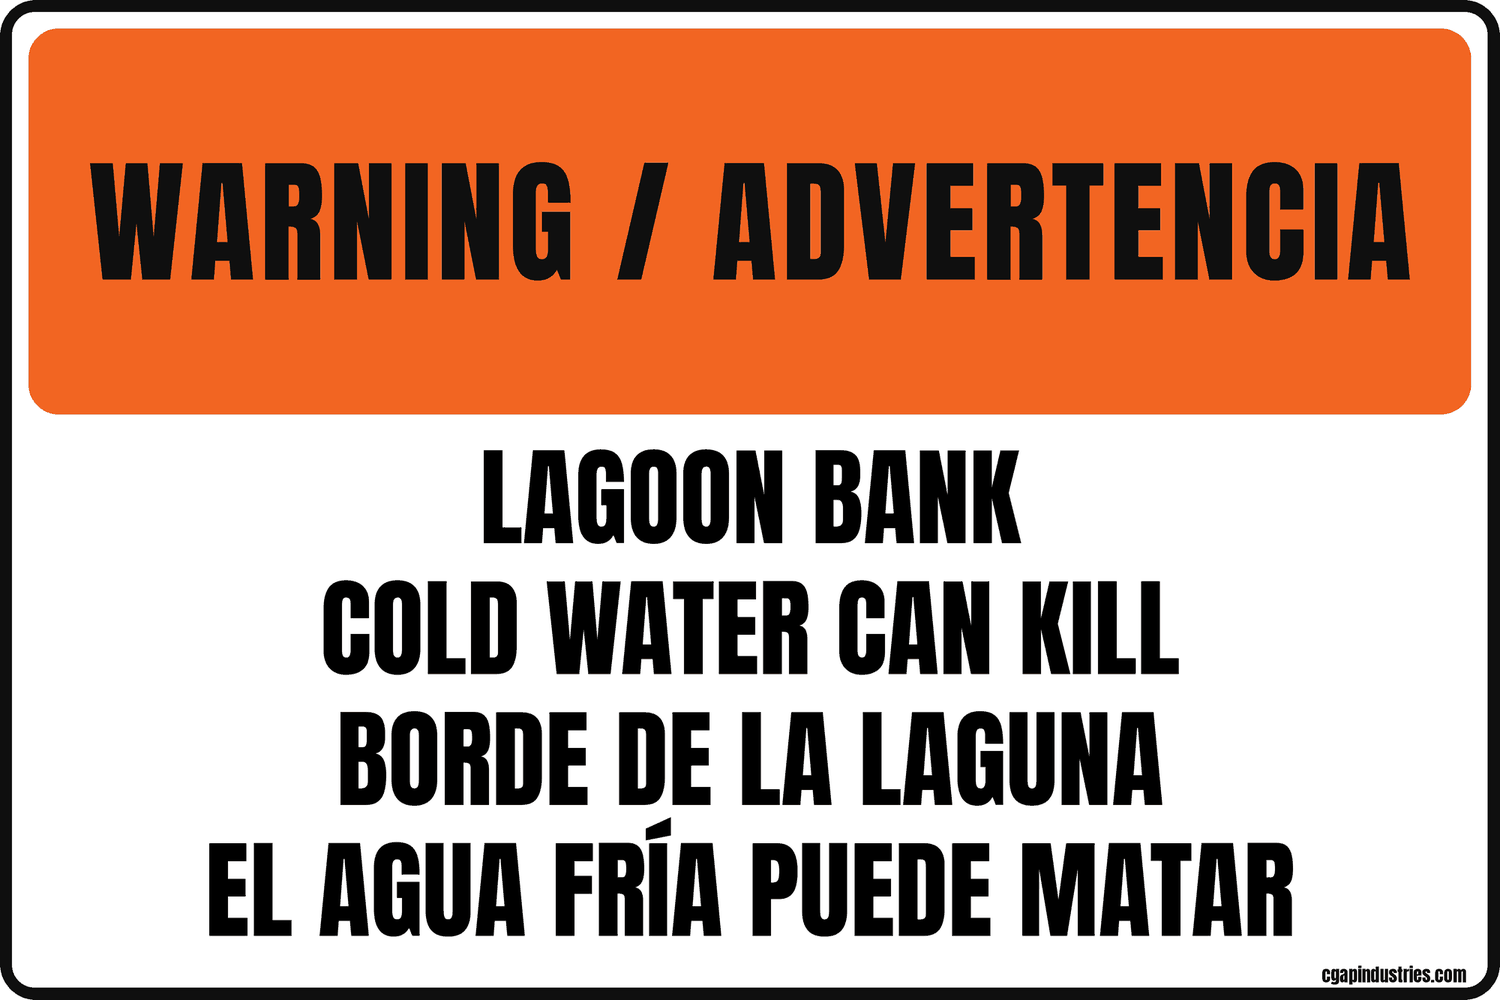 WARNING / ADVERTENCIA
LAGOON BANK
COLD WATER CAN KILL
BORDE DE LA LAGUNA
EL AGUA FRÍA PUEDE MATAR
cgapindustries.com